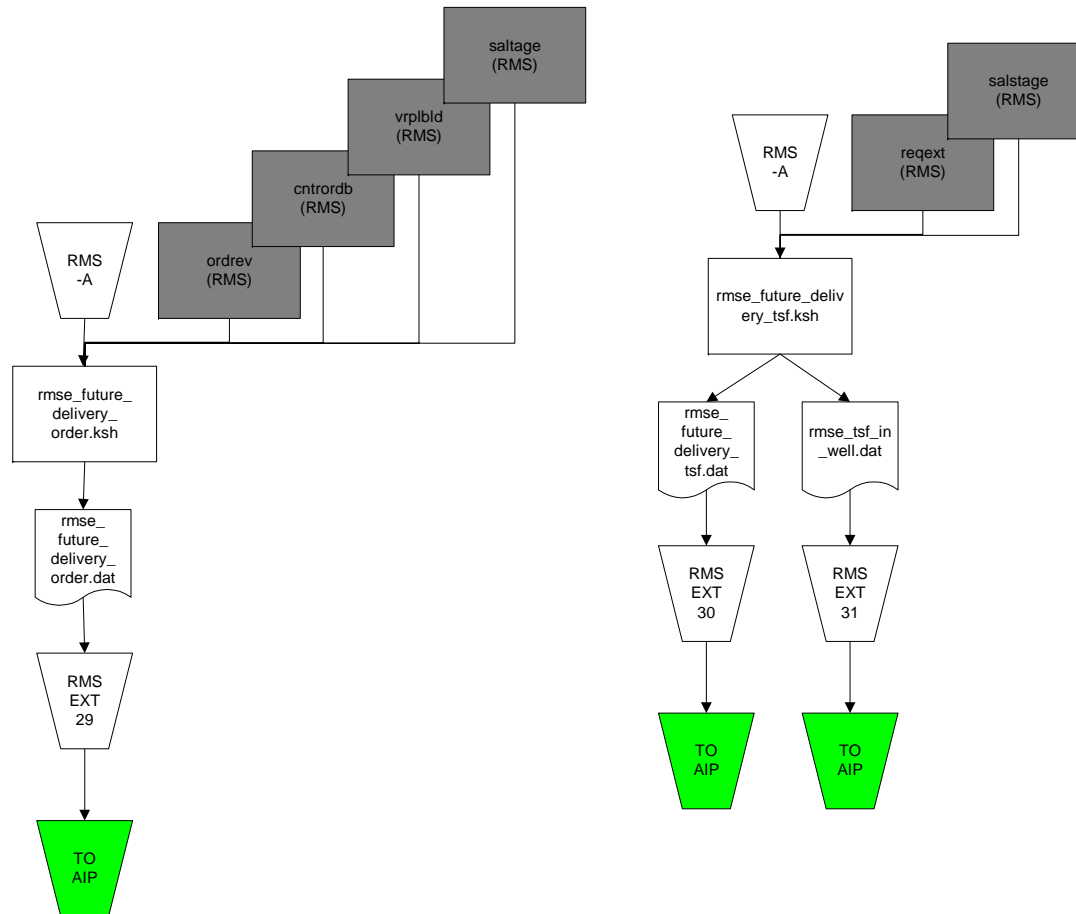 saltage
(RMS)
vrplbld
(RMS)
cntrordb
(RMS)
ordrev
(RMS)
RMS
-A
rmse_future_
delivery_
order.ksh
rmse_
future_
delivery_
order.dat
RMS
EXT
29
TO
AIP
salstage
(RMS)
reqext
(RMS)
RMS
-A
rmse_future_deliv
ery_tsf.ksh
rmse_
future_
delivery_
tsf.dat
rmse_tsf_in
_well.dat
RMS
EXT
30
RMS
EXT
31
TO
AIP
TO
AIP